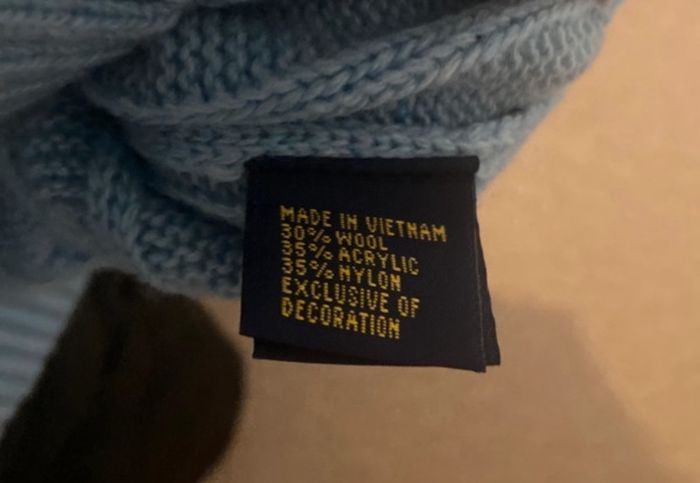 MADE IN VIETNAM
30% WOOL
35% ACRYLIC
35% NYLON
EXCLUSIVE OF
DECORATION